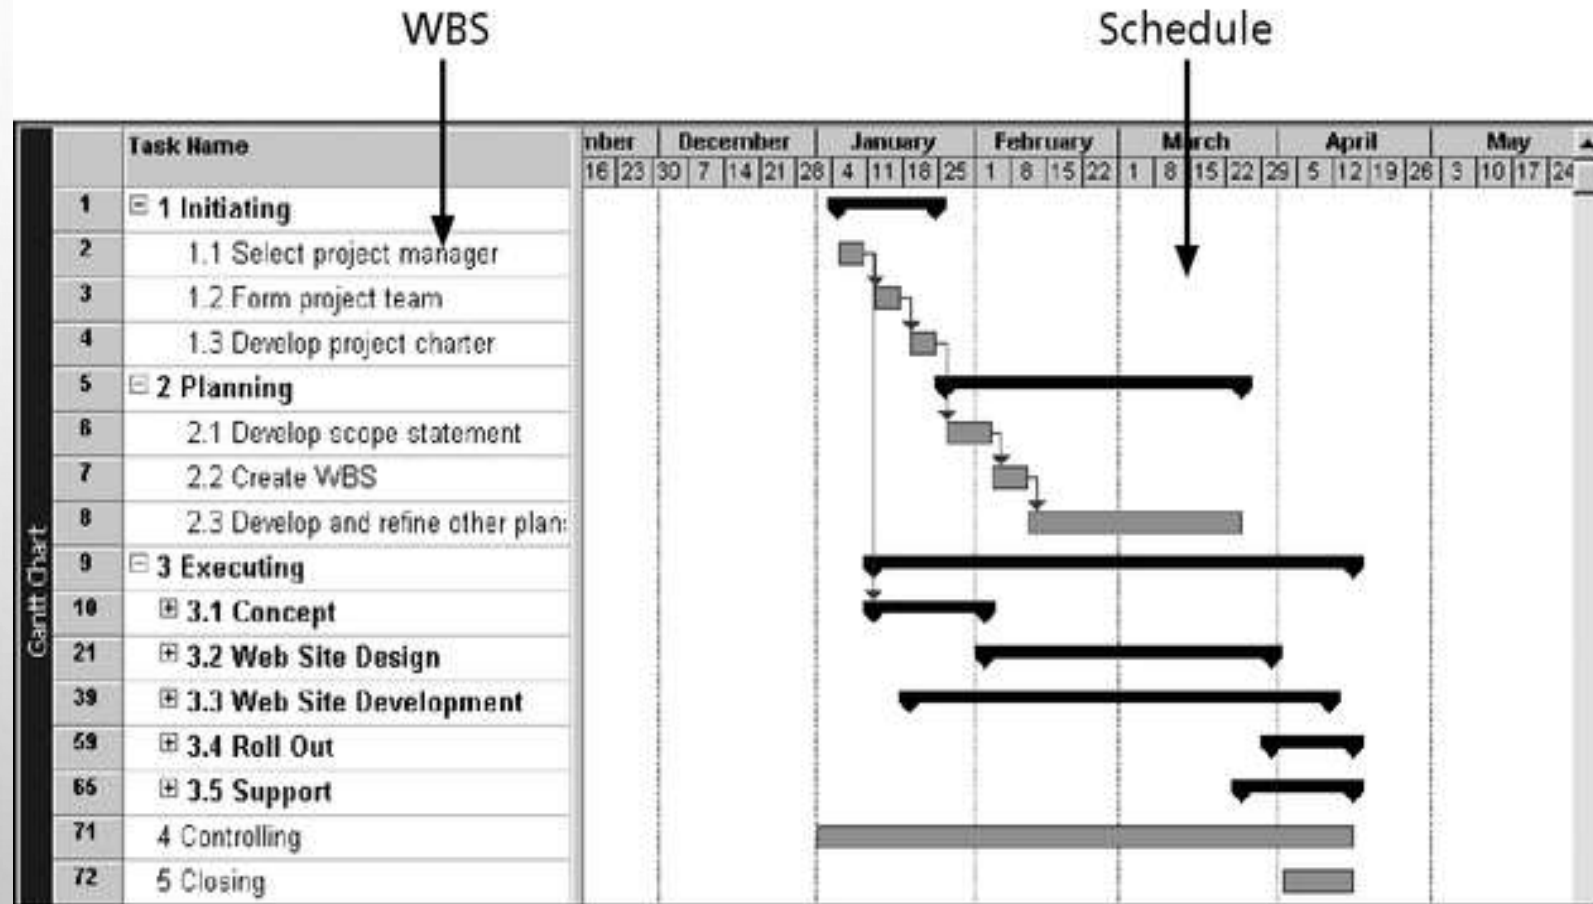 WBS Schedule
Task Name nber December January February March April May
16 23 30 7 14 21 28 4 11 18 25 1 8 15 22 1 8 15 22 29 5 12 19 26 3 10 17 24
1 1 Initiating
2 1.1 Select project manager
3 1.2 Form project team
4 1.3 Develop project charter
5 2 Planning
6 2.1 Develop scope statement
7 2.2 Create WBS
8 2.3 Develop and refine other plan
9 3 Executing
10 3.1 Concept
21 3.2 Web Site Design
39 3.3 Web Site Development
59 3.4 Roll Out
65 3.5 Support
71 4 Controlling
72 5 Closing
Gantt Chart